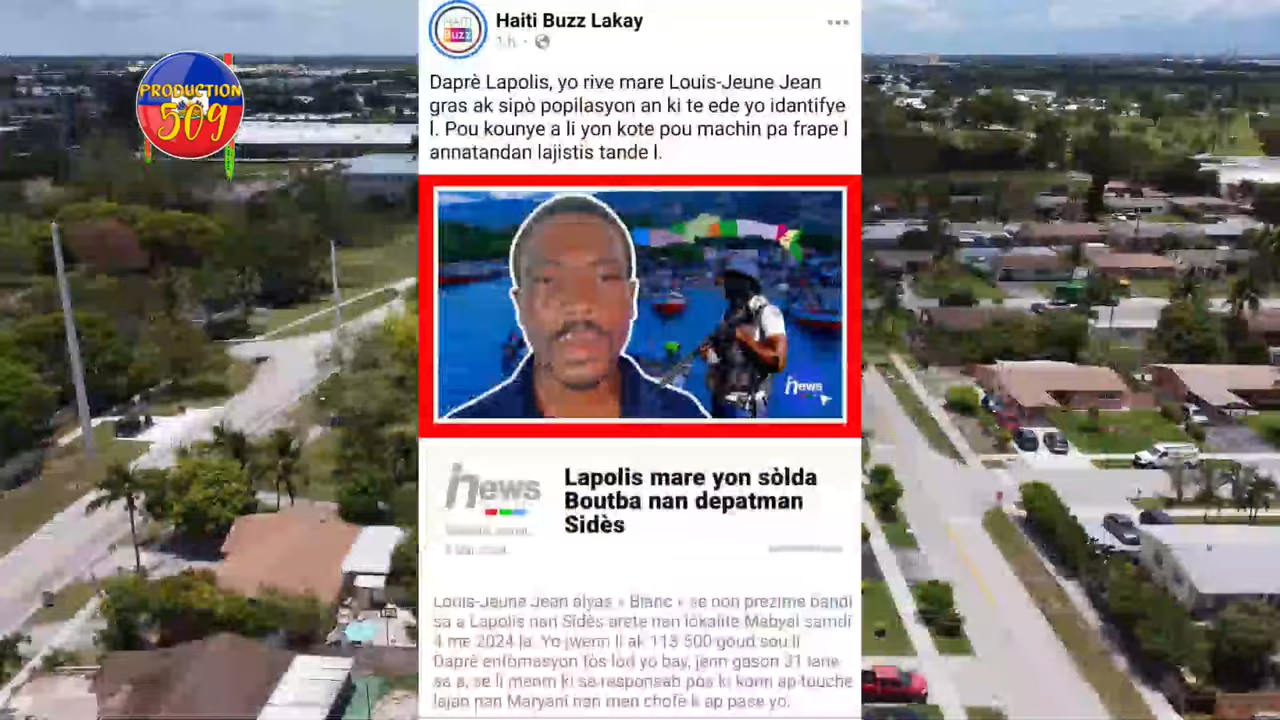 Haiti Buzz Lakay
1 h ·
HAITI
Buzz
PRODUCTION
509
Daprè Lapolis, yo rive mare Louis-Jeune Jean
gras ak sipò popilasyon an ki te ede yo idantifye
l. Pou kounye a li yon kote pou machin pa frape l
annatandan lajistis tande l.
news
news
Lapolis mare yon sòlda
Boutba nan depatman
Sidès
Louis-Jeune Jean alyas « Blanc » se non prezime bandi
sa a Lapolis nan Sidès arete nan lokalite Mabyal samdi
4 me 2024 la. Yo jwenn li ak 113 500 goud sou li
Daprè enfòmasyon fòs lòd yo bay, jenn gason 31 lane
sa a, se li menm ki sa responsab pòs ki konn ap touche
lajan nan Maryani nan men chofè k ap pase yo.